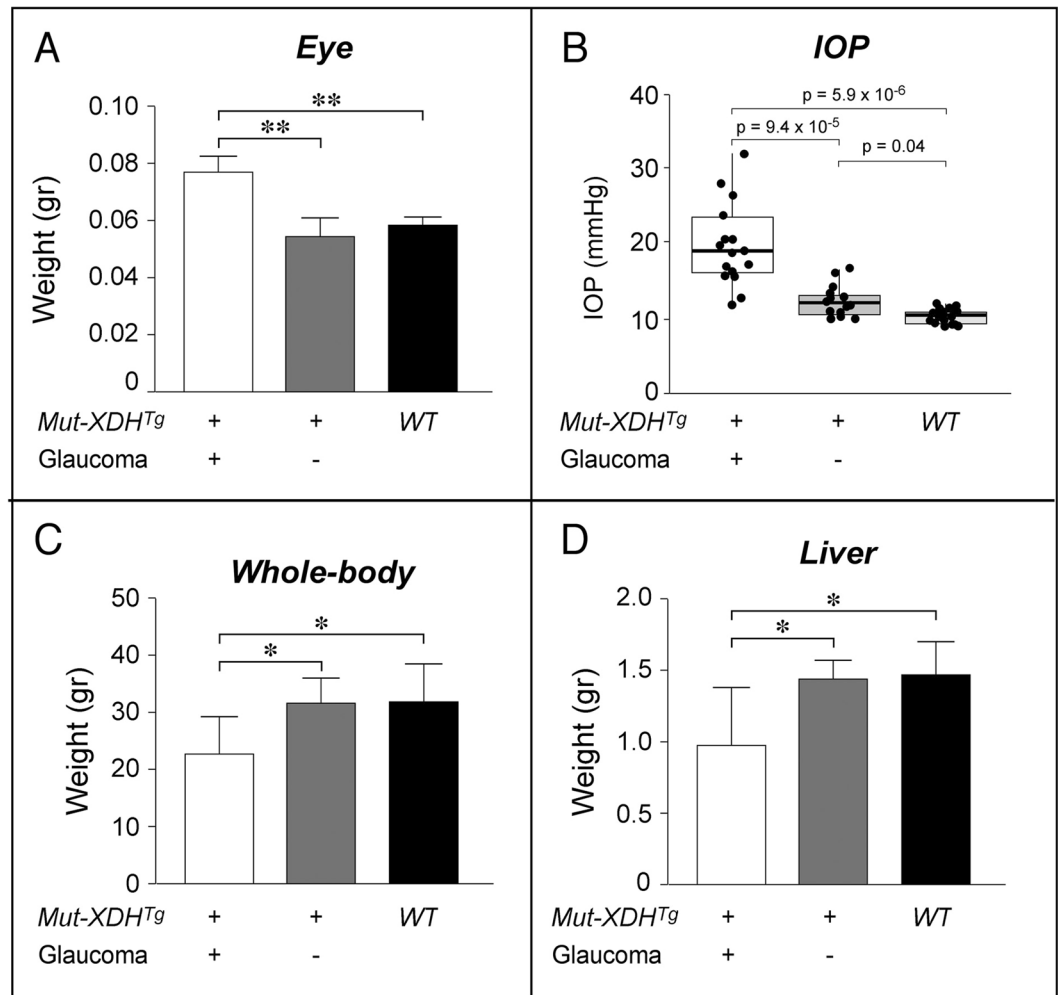 A
Eye
**
**
0.10
0.08
0.06
0.04
0.02
0
Weight (gr)
Mut-XDHTg + + WT
Glaucoma + -
B
IOP
p = 5.9 x 10-6
p = 9.4 x 10-5
p = 0.04
40
30
20
10
0
IOP (mmHg)
Mut-XDHTg + + WT
Glaucoma + -
C
Whole-body
*
*
50
40
30
20
10
0
Weight (gr)
Mut-XDHTg + + WT
Glaucoma + -
D
Liver
*
*
2.0
1.5
1.0
0.5
0
Weight (gr)
Mut-XDHTg + + WT
Glaucoma + -